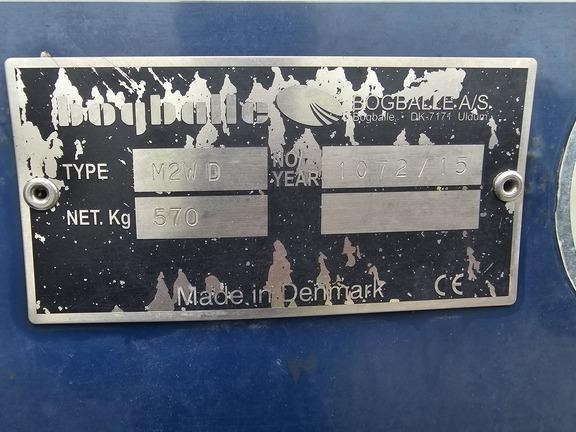 Bogballe
BOGBALLE A/S
Bogballe. DK-7171 Uldum
TYPE M2W D NO/YEAR 1072/15
NET. Kg 570
Made in Denmark CE